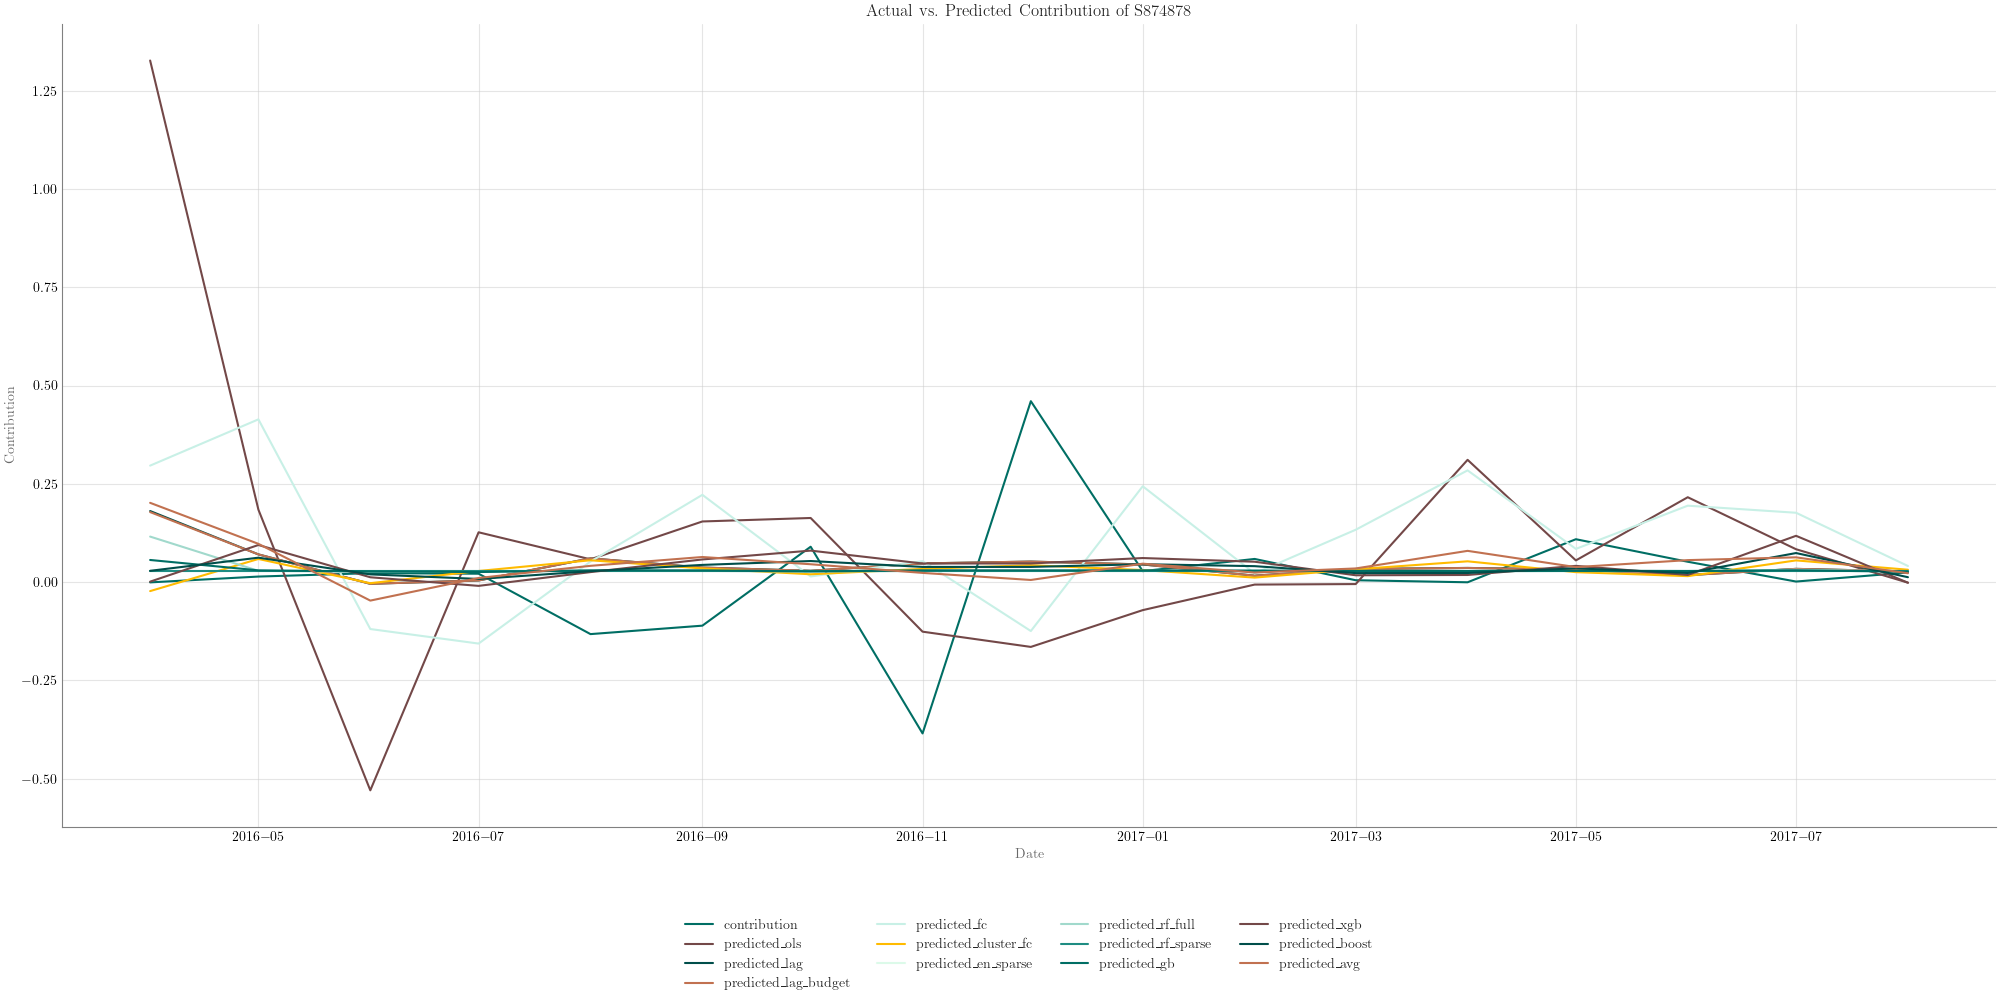 Actual vs. Predicted Contribution of S874878
Contribution
1.25
1.00
0.75
0.50
0.25
0.00
−0.25
−0.50
2016−05 2016−07 2016−09 2016−11 2017−01 2017−03 2017−05 2017−07
Date
contribution predicted_fc predicted_rf_full predicted_xgb
predicted_ols predicted_cluster_fc predicted_rf_sparse predicted_boost
predicted_lag predicted_en_sparse predicted_gb predicted_avg
predicted_lag_budget